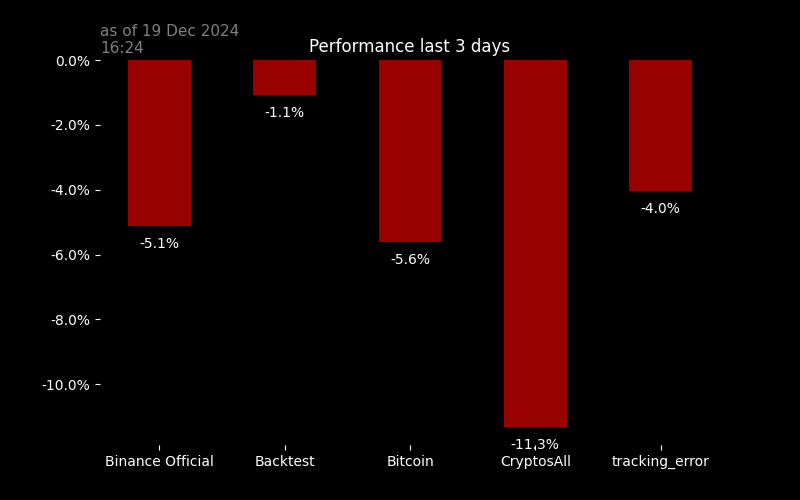 as of 19 Dec 2024
16:24
Performance last 3 days
0.0%
-2.0%
-4.0%
-6.0%
-8.0%
-10.0%
-5.1%
-1.1%
-5.6%
-11.3%
-4.0%
Binance Official
Backtest
Bitcoin
CryptosAll
tracking_error